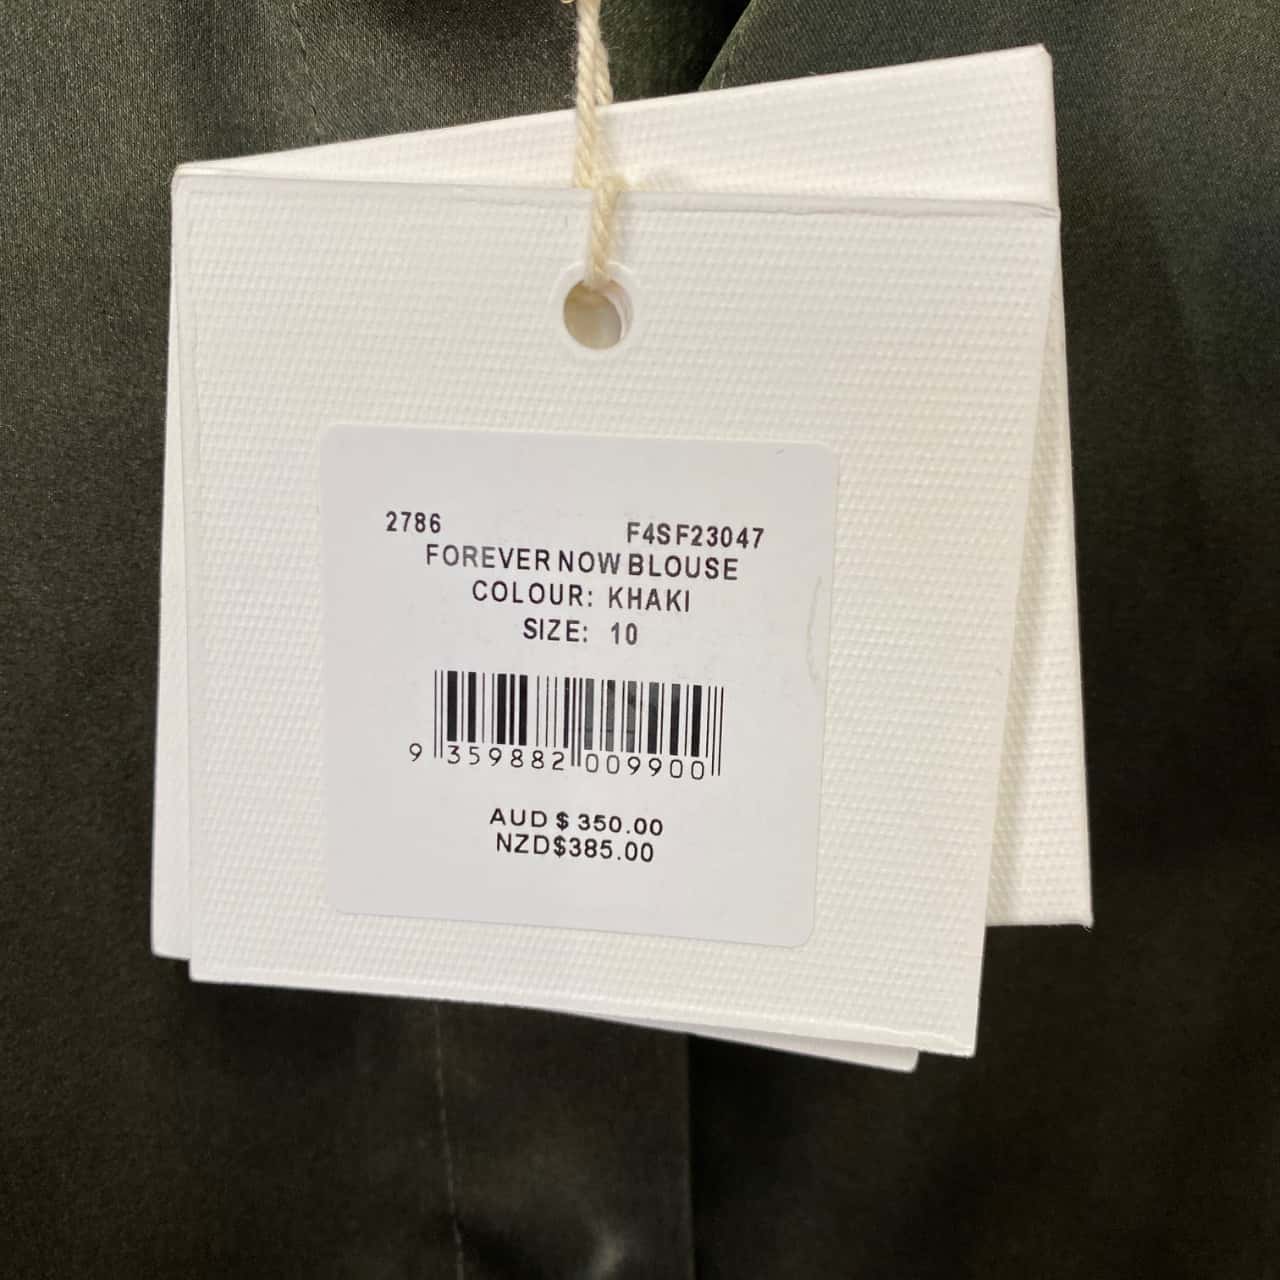 2786 F4SF23047
FOREVER NOW BLOUSE
COLOUR: KHAKI
SIZE: 10
9 359882 009900
AUD $ 350.00
NZD$385.00